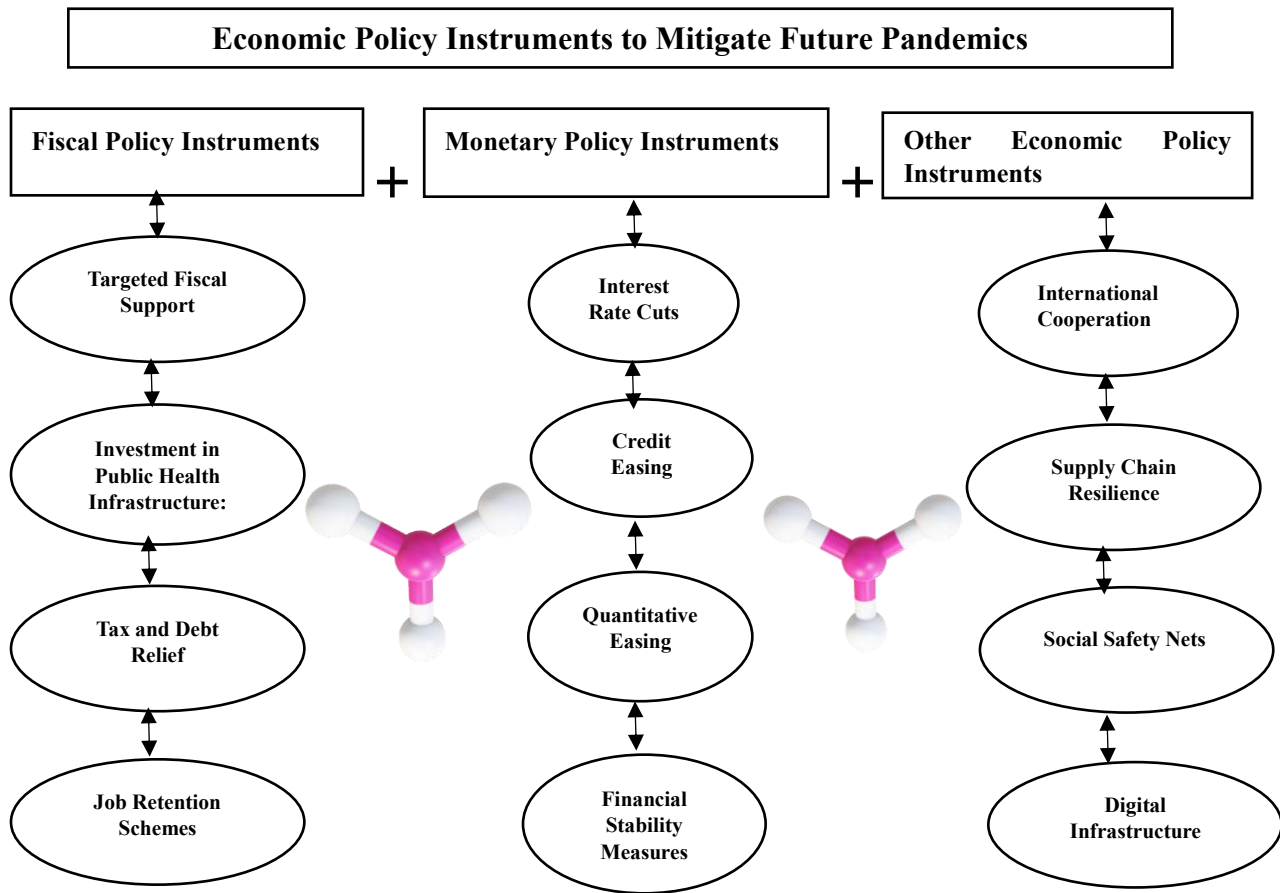 Economic Policy Instruments to Mitigate Future Pandemics
Fiscal Policy Instruments
Targeted Fiscal
Support
Investment in
Public Health
Infrastructure:
Tax and Debt
Relief
Job Retention
Schemes
+
Monetary Policy Instruments
Interest
Rate Cuts
Credit
Easing
Quantitative
Easing
Financial
Stability
Measures
+
Other Economic Policy
Instruments
International
Cooperation
Supply Chain
Resilience
Social Safety Nets
Digital
Infrastructure